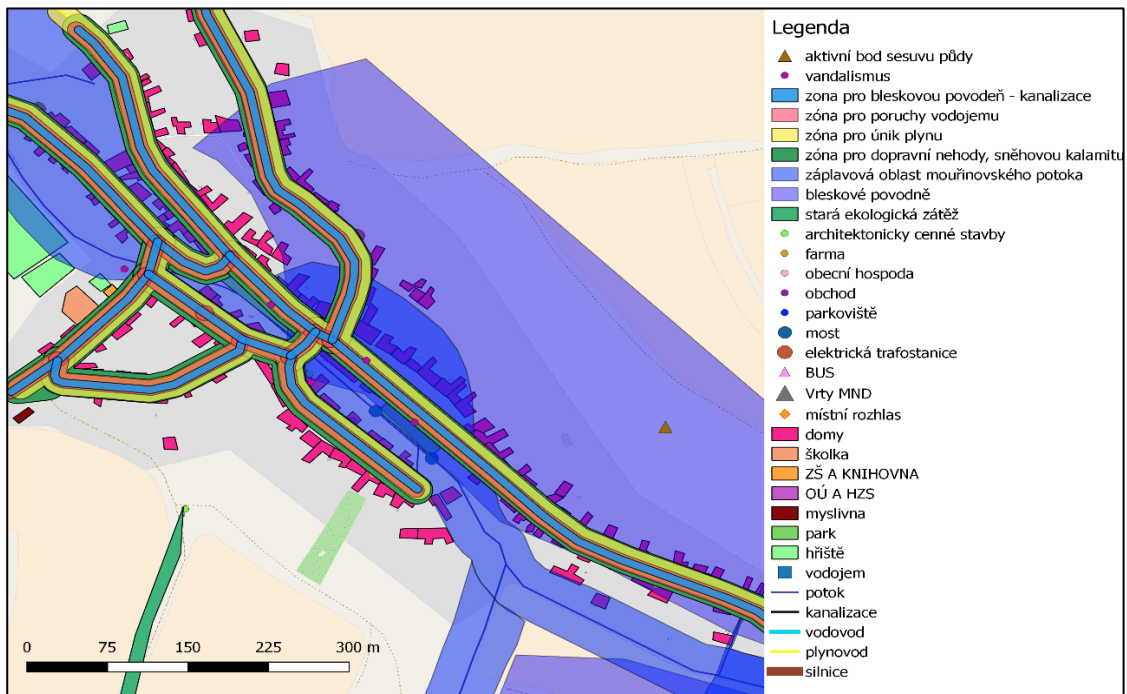 Legenda
aktivní bod sesuvu půdy
vandalismus
zona pro bleskovou povodeň - kanalizace
zóna pro poruchy vodojemu
zóna pro únik plynu
zóna pro dopravní nehody, sněhovou kalamitu
záplavová oblast mouřinovského potoka
bleskové povodně
stará ekologická zátěž
architektonicky cenné stavby
farma
obecní hospoda
obchod
parkoviště
most
elektrická trafostanice
BUS
Vrty MND
místní rozhlas
domy
školka
ZŠ A KNIHOVNA
OÚ A HZS
myslivna
park
hřiště
vodojem
potok
kanalizace
vodovod
plynovod
silnice
0 75 150 225 300 m